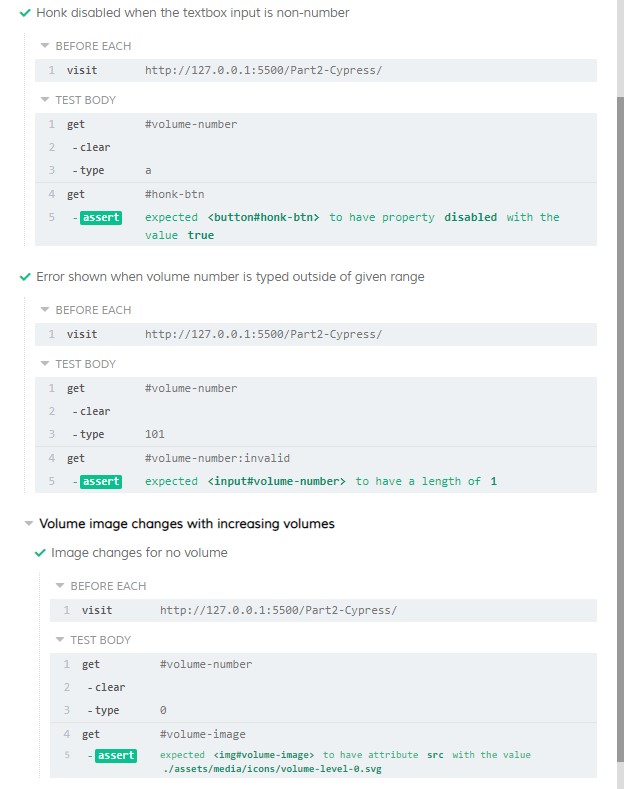 Honk disabled when the textbox input is non-number
BEFORE EACH
1 visit http://127.0.0.1:5500/Part2-Cypress/
TEST BODY
1 get #volume-number
2 -clear
3 -type a
4 get #honk-btn
5 -assert expected <button#honk-btn> to have property disabled with the
value true
Error shown when volume number is typed outside of given range
BEFORE EACH
1 visit http://127.0.0.1:5500/Part2-Cypress/
TEST BODY
1 get #volume-number
2 -clear
3 -type 101
4 get #volume-number:invalid
5 -assert expected <input#volume-number> to have a length of 1
Volume image changes with increasing volumes
Image changes for no volume
BEFORE EACH
1 visit http://127.0.0.1:5500/Part2-Cypress/
TEST BODY
1 get #volume-number
2 -clear
3 -type 0
4 get #volume-image
5 -assert expected <img#volume-image> to have attribute src with the value
./assets/media/icons/volume-level-0.svg